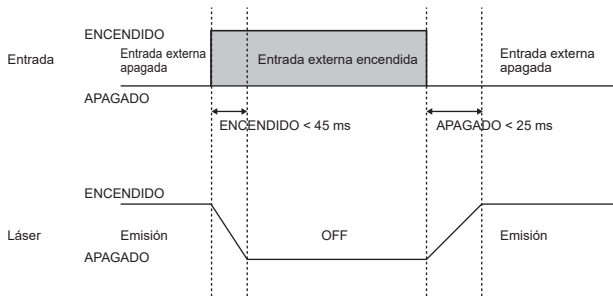 ENCENDIDO
Entrada
Entrada externa
apagada
Entrada externa encendida
Entrada externa
apagada
APAGADO
ENCENDIDO < 45 ms
APAGADO < 25 ms
ENCENDIDO
Láser
Emisión
OFF
Emisión
APAGADO